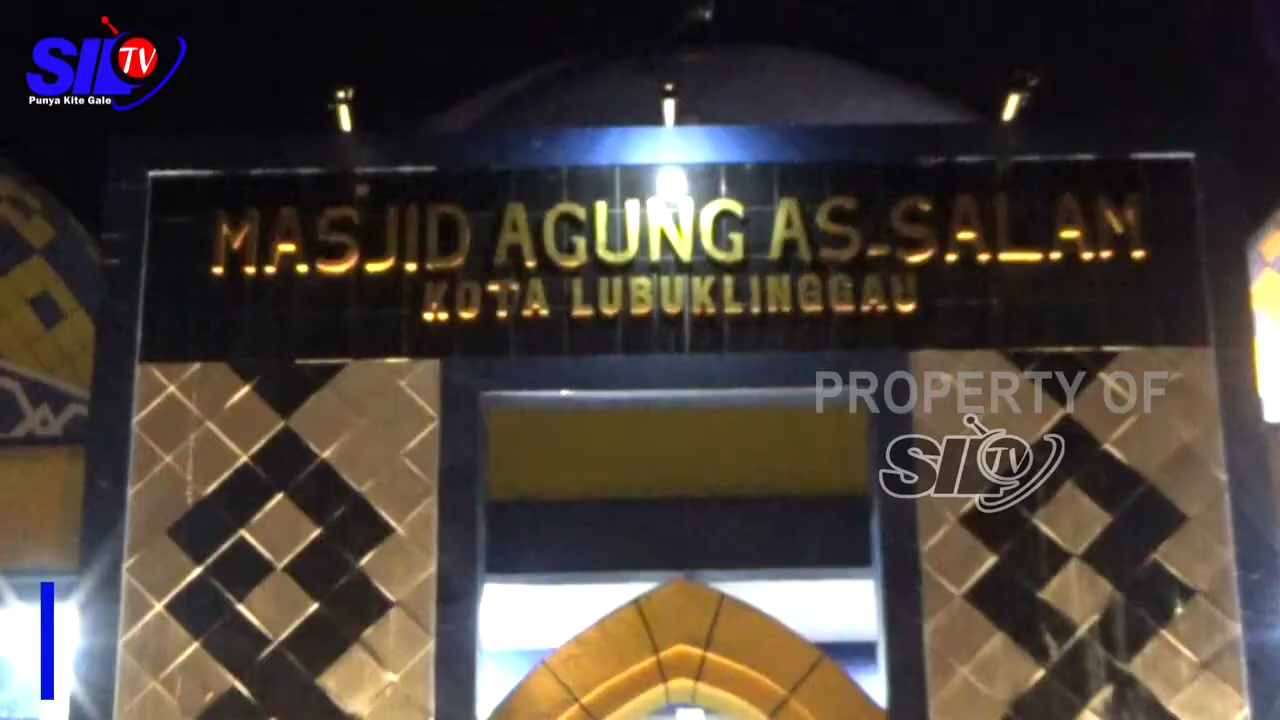 SIL TV
Punya Kite Gale
MASJID AGUNG AS-SALAM
KOTA LUBUKLINGGAU
PROPERTY OF
SIL TV